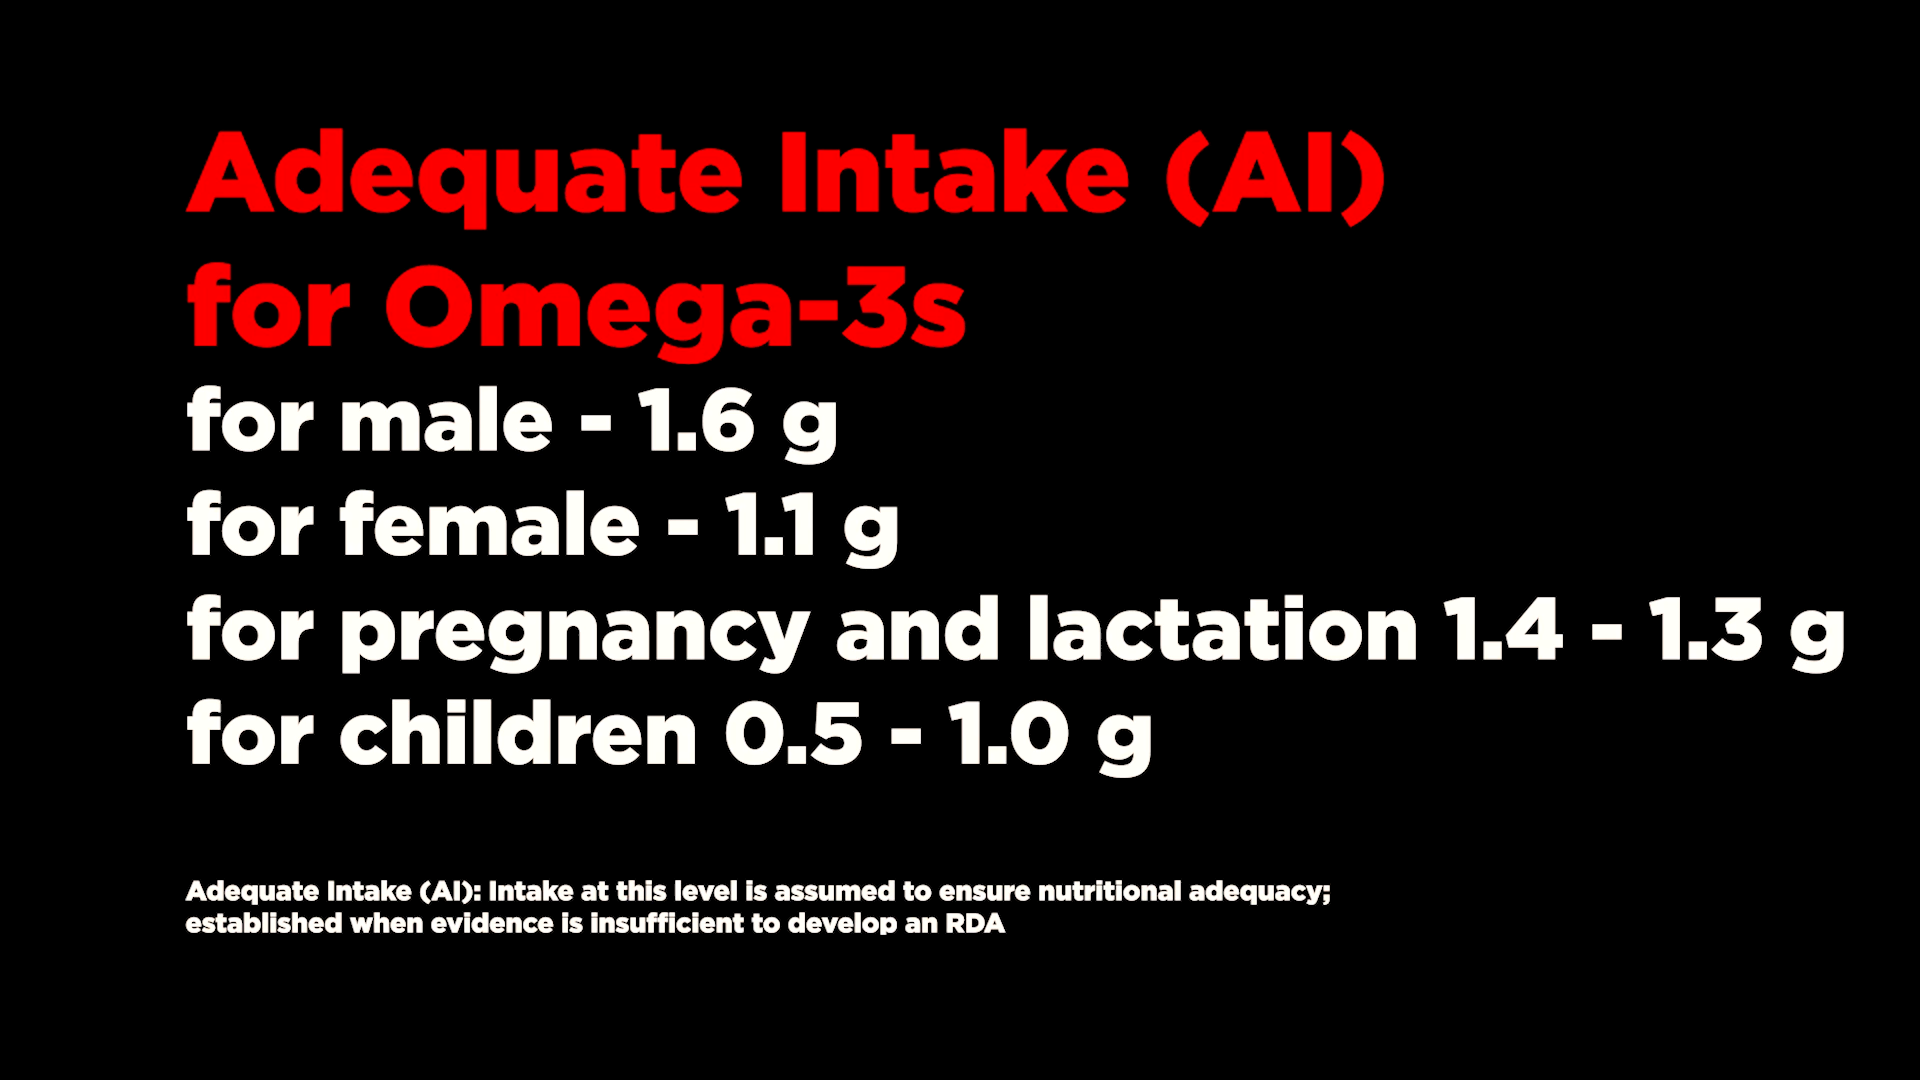 Adequate Intake (AI)
for Omega-3s
for male - 1.6 g
for female - 1.1 g
for pregnancy and lactation 1.4 - 1.3 g
for children 0.5 - 1.0 g
Adequate Intake (AI): Intake at this level is assumed to ensure nutritional adequacy;
established when evidence is insufficient to develop an RDA